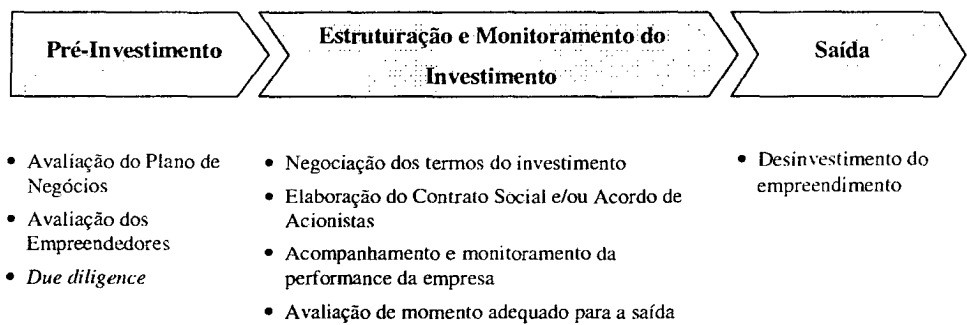 Pré-Investimento
Estruturação e Monitoramento do
Investimento
Saída
• Avaliação do Plano de
Negócios
• Avaliação dos
Empreendedores
• Due diligence
• Negociação dos termos do investimento
• Elaboração do Contrato Social e/ou Acordo de
Acionistas
• Acompanhamento e monitoramento da
performance da empresa
• Avaliação de momento adequado para a saída
• Desinvestimento do
empreendimento